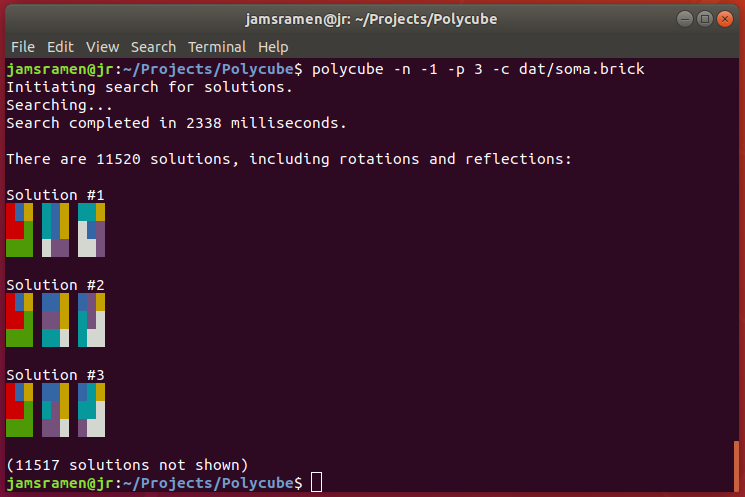 jamsramen@jr: ~/Projects/Polycube
File Edit View Search Terminal Help
jamsramen@jr:~/Projects/Polycube$ polycube -n -1 -p 3 -c dat/soma.brick
Initiating search for solutions.
Searching...
Search completed in 2338 milliseconds.
There are 11520 solutions, including rotations and reflections:
Solution #1
Solution #2
Solution #3
(11517 solutions not shown)
jamsramen@jr:~/Projects/Polycube$